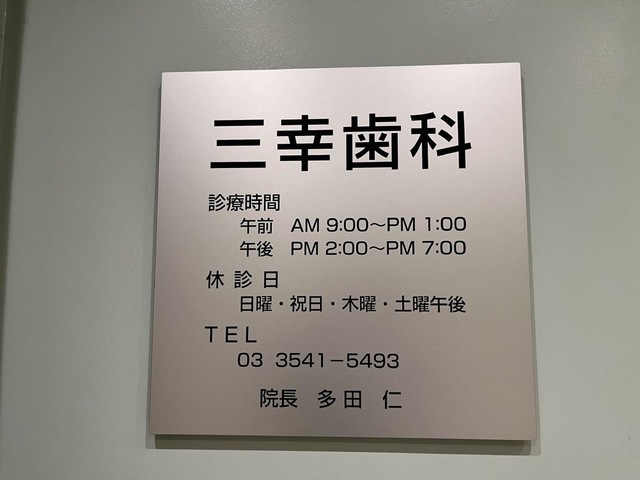 三幸歯科
診療時間
午前 AM 9:00～PM 1:00
午後 PM 2:00～PM 7:00
休診日
日曜・祝日・木曜・土曜午後
TEL
03 3541－5493
院長 多田 仁